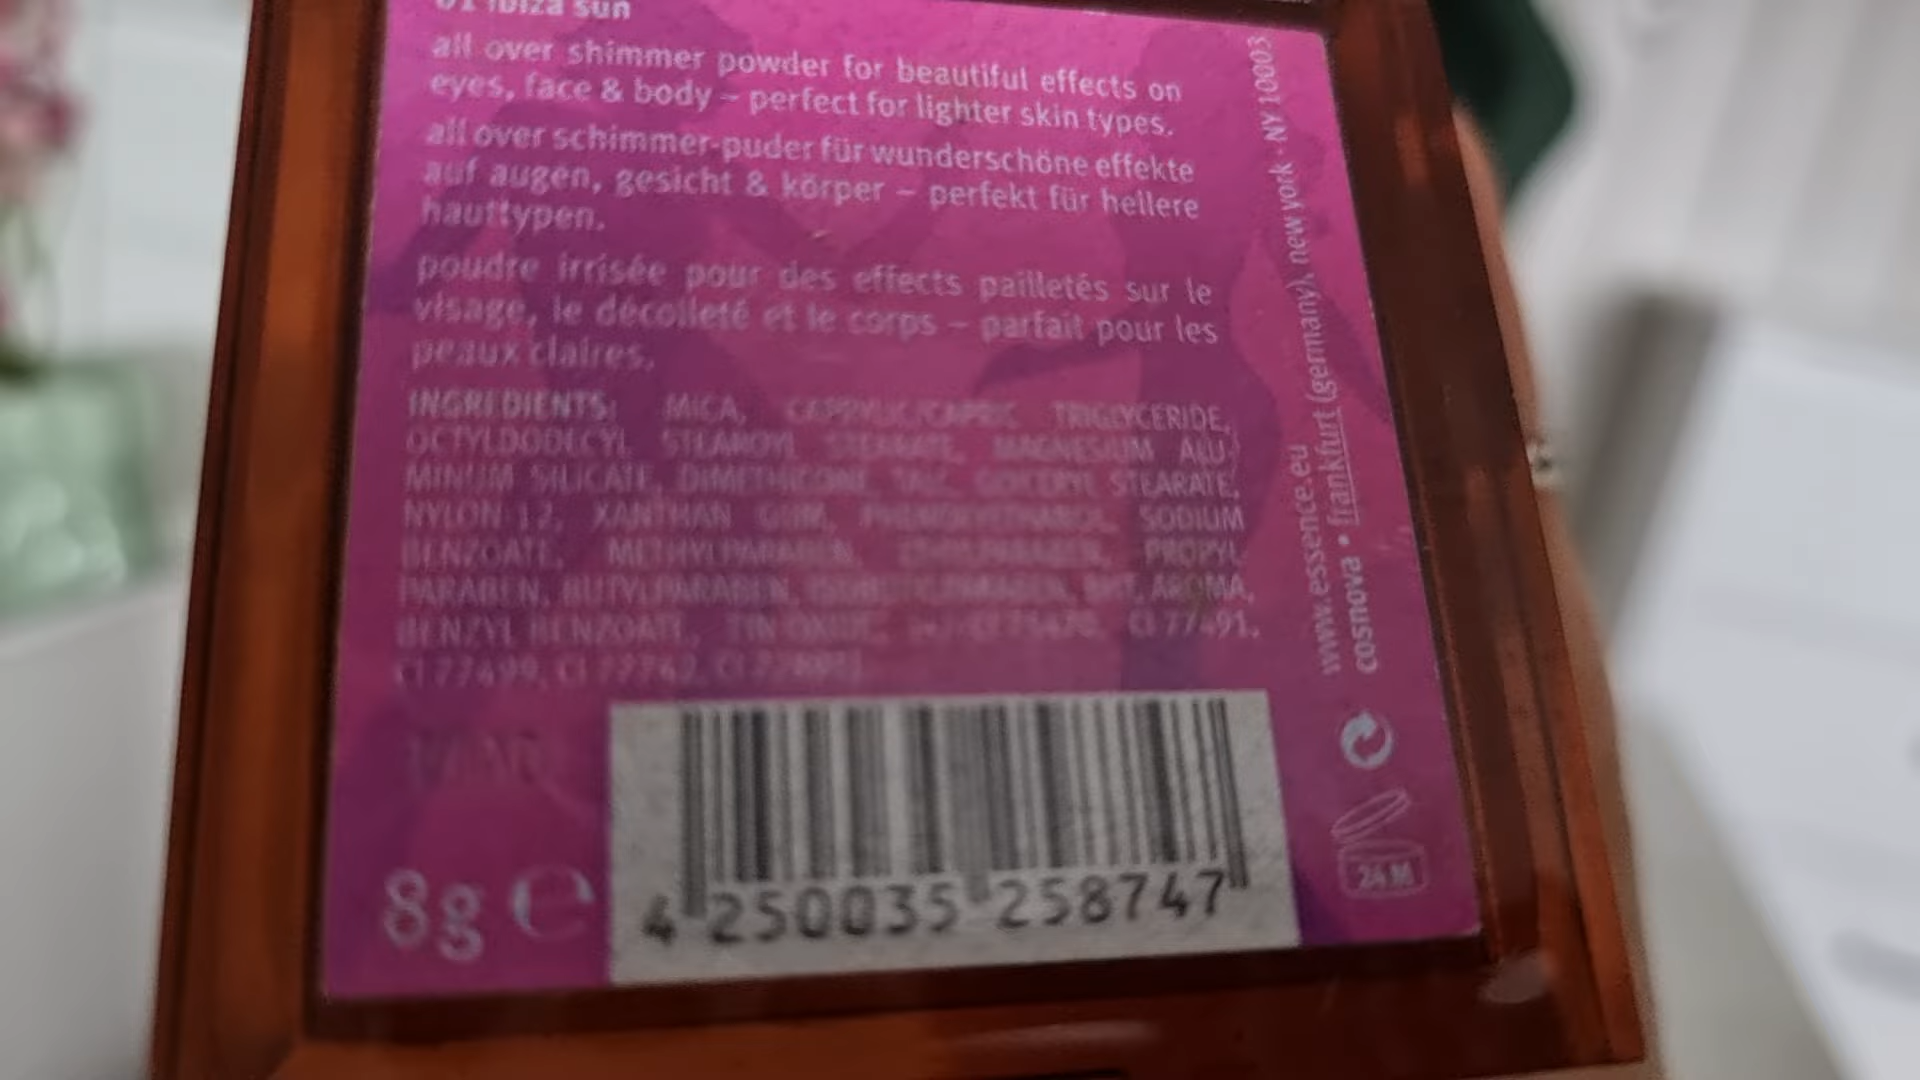 01 ibiza sun
all over shimmer powder for beautiful effects on
eyes, face & body – perfect for lighter skin types.
all over schimmer-puder für wunderschöne effekte
auf augen, gesicht & körper – perfekt für hellere
hauttypen.
poudre irrisée pour des effects pailletés sur le
visage, le décolleté et le corps – parfait pour les
peaux claires.
INGREDIENTS: MICA, CAPRYLIC/CAPRIC TRIGLYCERIDE,
OCTYLDODECYL STEAROYL STEARATE, MAGNESIUM ALU-
MINUM SILICATE, DIMETHICONE, TALC, GLYCERYL STEARATE,
NYLON-12, XANTHAN GUM, PHENOXYETHANOL, SODIUM
BENZOATE, METHYLPARABEN, ETHYLPARABEN, PROPYL
PARABEN, BUTYLPARABEN, ISOBUTYLPARABEN, AROMA,
BENZYL BENZOATE, TIN OXIDE, CI 77491,
CI 77499, CI 77742,
8g e
4 250035 258747
www.essence.eu
cosnova • frankfurt (germany), new york · NY 10003
24 M